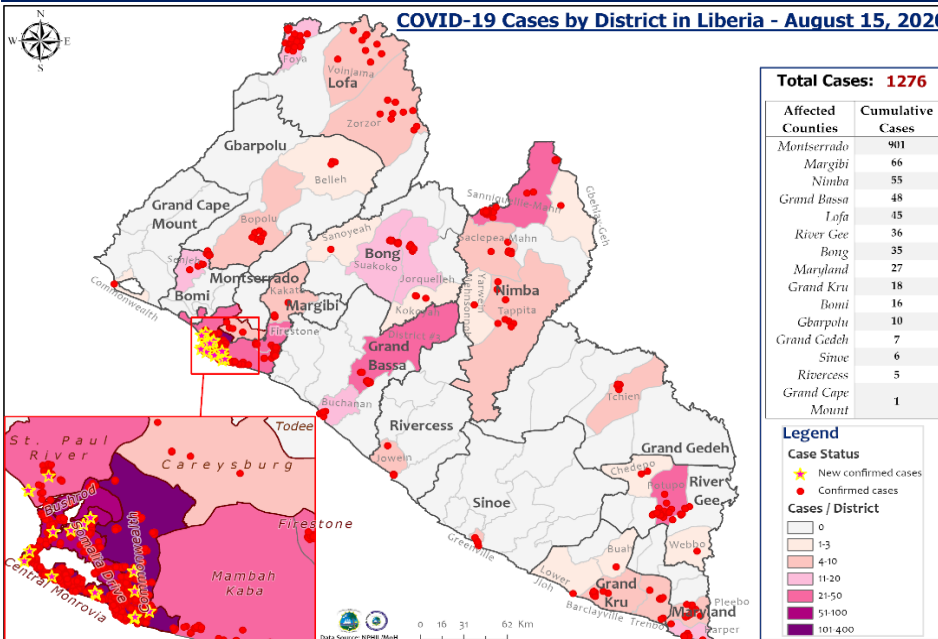 COVID-19 Cases by District in Liberia - August 15, 2020
N
W
E
S
Foya
Voinjama
Lofa
Zorzor
Gbarpolu
Belleh
Grand Cape
Mount
Bopolu
Sanniquellie-Mahn
Gbehlay-Geh
Sanoyeah
Saclepea-Mahn
Senjeh
Bong
Suakoko
Montserrado
Jorquelleh
Commonwealth
Bomi
Kakata
Margibi
Nimba
Kokoyah
Tappita
Firestone
Grand
Bassa
Buchanan
Rivercess
Tchien
Jowein
Grand Gedeh
Chedepo
Potupo
River
Gee
Sinoe
Greenville
Webbo
Buah
Lower
Jloh
Grand
Kru
Barclayville
Trenbo
Maryland
Pleebo
Harper
Total Cases: 1276
Affected Counties Cumulative Cases
Montserrado 901
Margibi 66
Nimba 55
Grand Bassa 48
Lofa 45
River Gee 36
Bong 35
Maryland 27
Grand Kru 18
Bomi 16
Gbarpolu 10
Grand Gedeh 7
Sinoe 6
Rivercess 5
Grand Cape Mount 1
Legend
Case Status
New confirmed cases
Confirmed cases
Cases / District
0
1-3
4-10
11-20
21-50
51-100
101-400
St. Paul
River
Todee
Careysburg
Bushrod
Somalia Drive
Commonwealth
Firestone
Mambah
Kaba
Central Monrovia
Data Source: NPHIL/MoH
0 16 31 62 Km